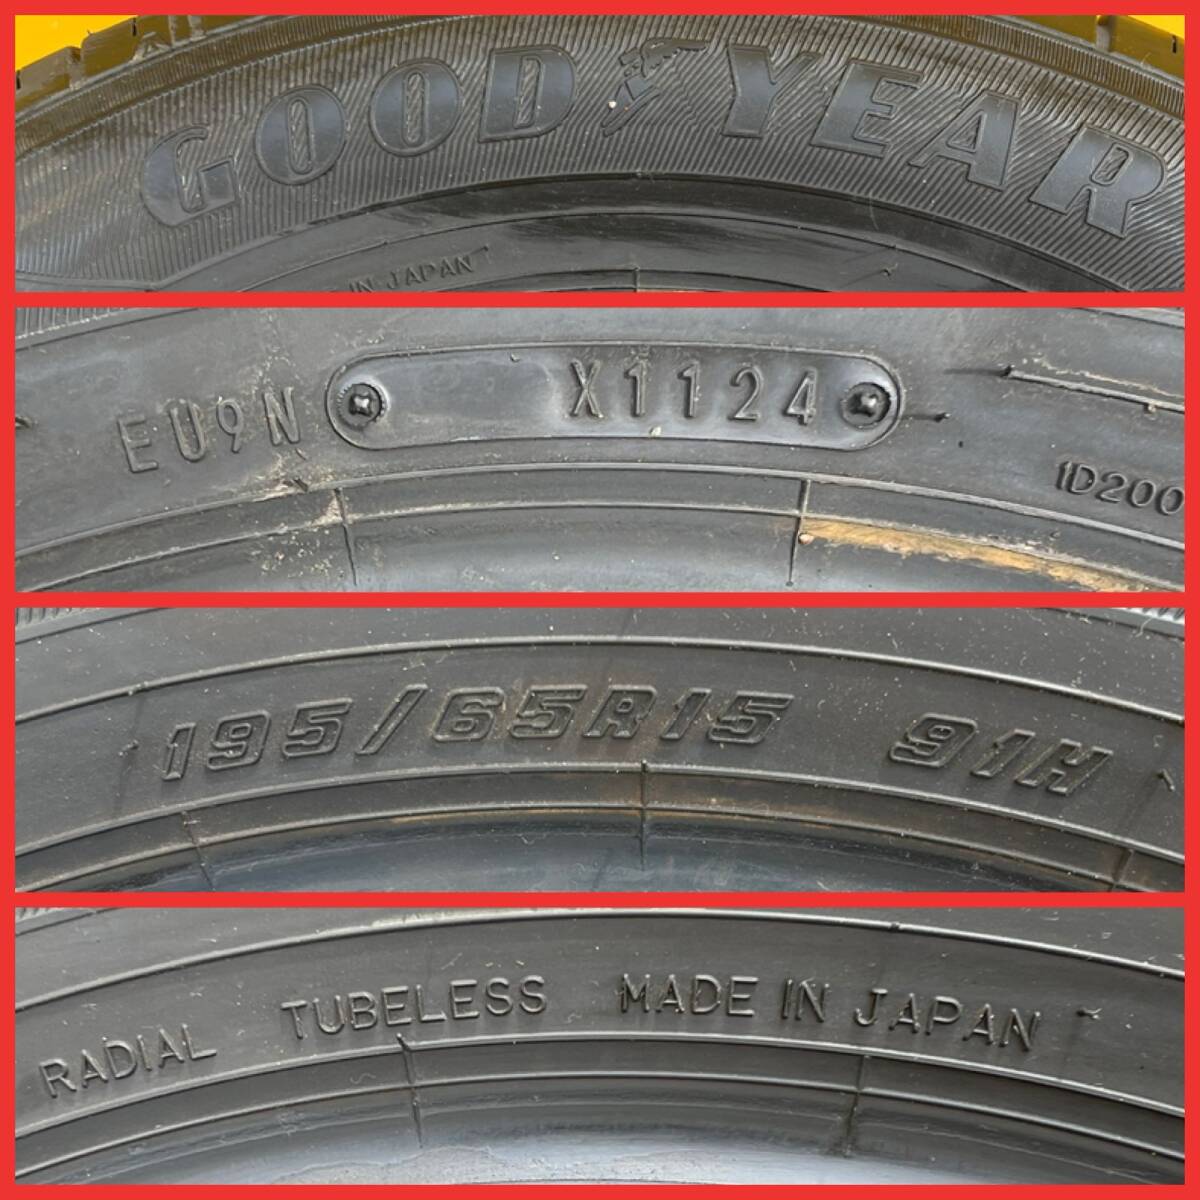 GOODYEAR
IN JAPAN
EU9N X1124
1D200
195/65R15 91H
RADIAL TUBELESS MADE IN JAPAN